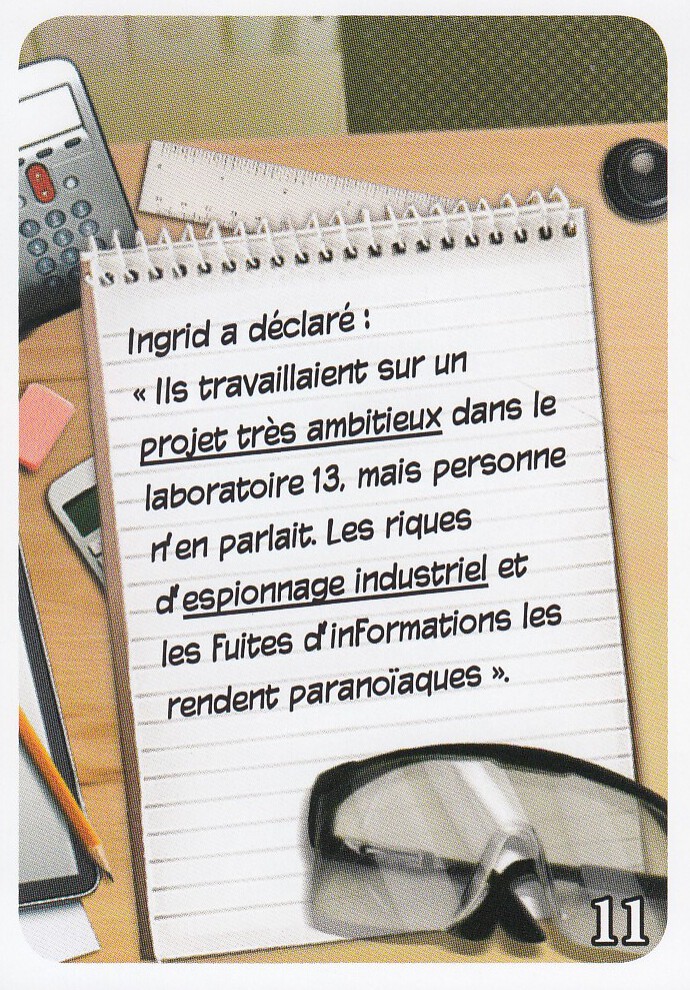 Ingrid a déclaré :
« Ils travaillaient sur un
projet très ambitieux dans le
laboratoire 13, mais personne
n'en parlait. Les riques
d'espionnage industriel et
les fuites d'informations les
rendent paranoïaques ».
11